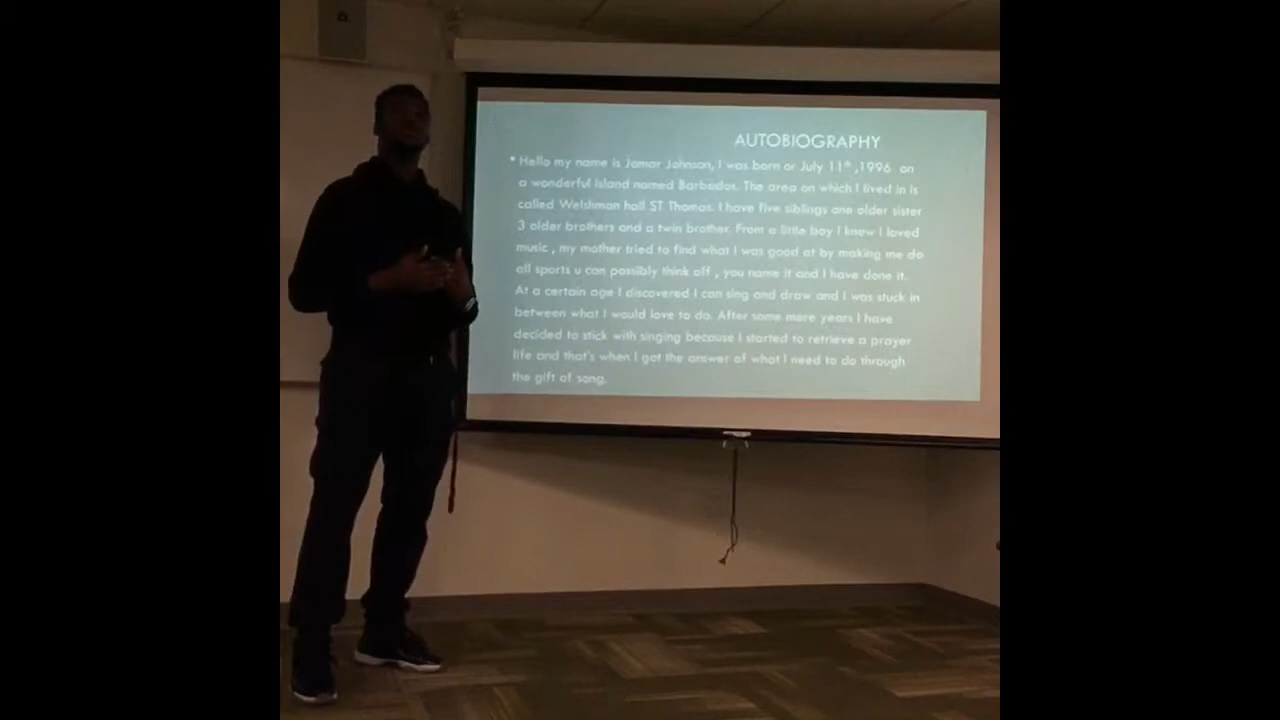 AUTOBIOGRAPHY
• Hello my name is Jamar Johnson, I was born or July 11th ,1996 on
a wonderful island named Barbados. The area on which I lived in is
called Welshman hall ST Thomas. I have five siblings one older sister
3 older brothers and a twin brother. From a little boy I knew I loved
music , my mother tried to find what I was good at by making me do
all sports u can possibly think off , you name it and I have done it.
At a certain age I discovered I can sing and draw and I was stuck in
between what I would love to do. After some more years I have
decided to stick with singing because I started to retrieve a prayer
life and that's when I got the answer of what I need to do through
the gift of song.